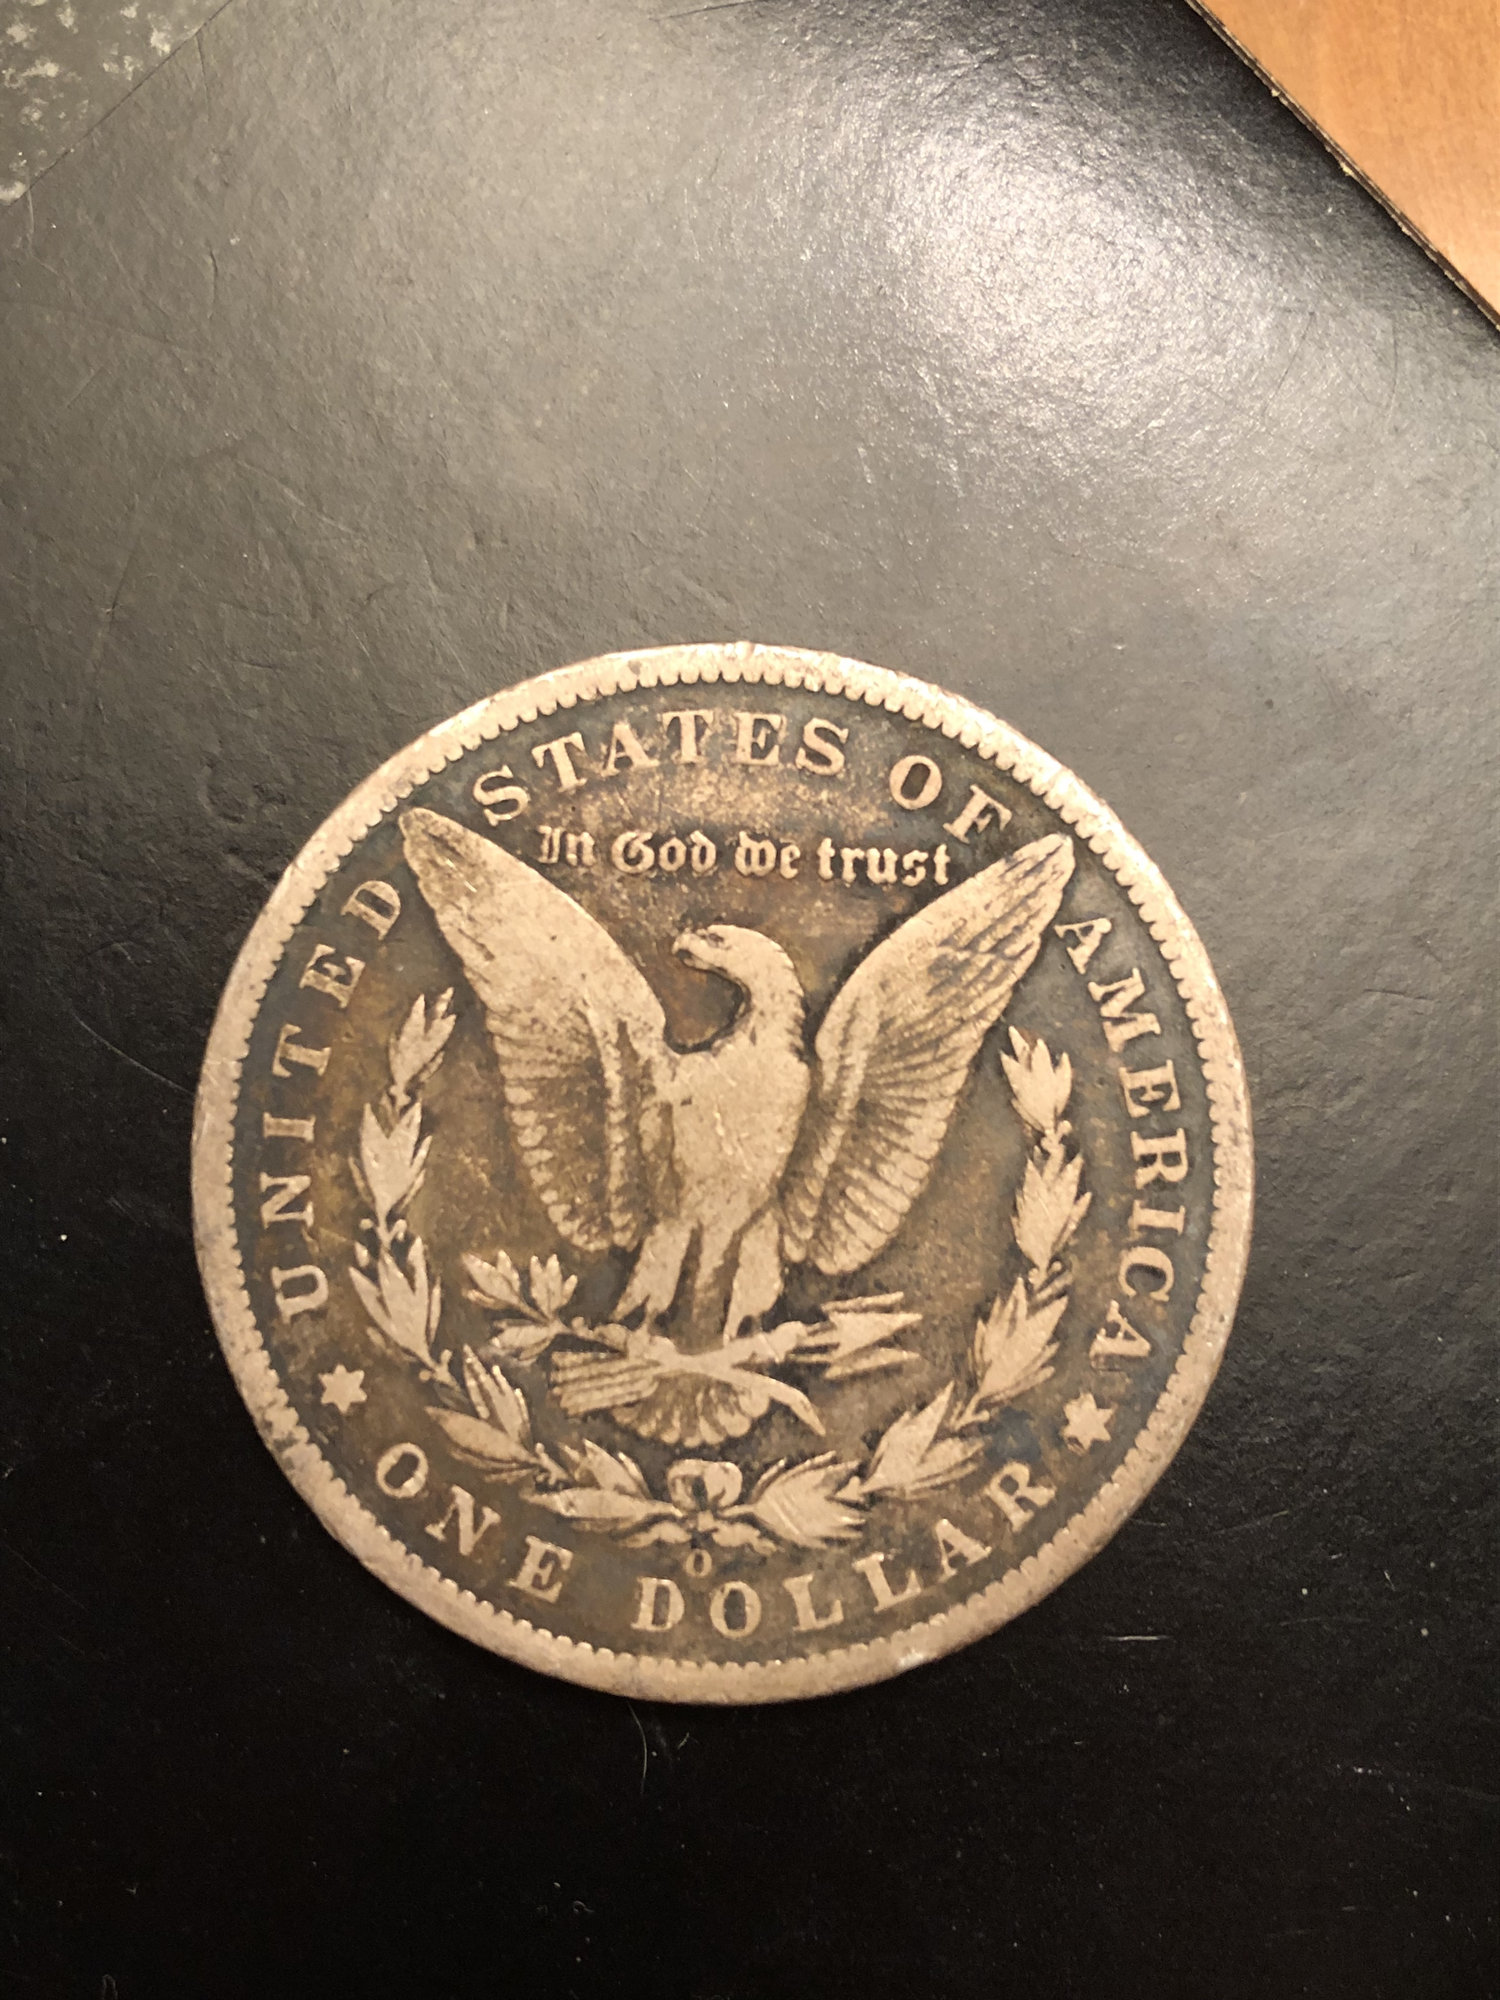 UNITED STATES OF AMERICA
In God we trust
O
ONE DOLLAR